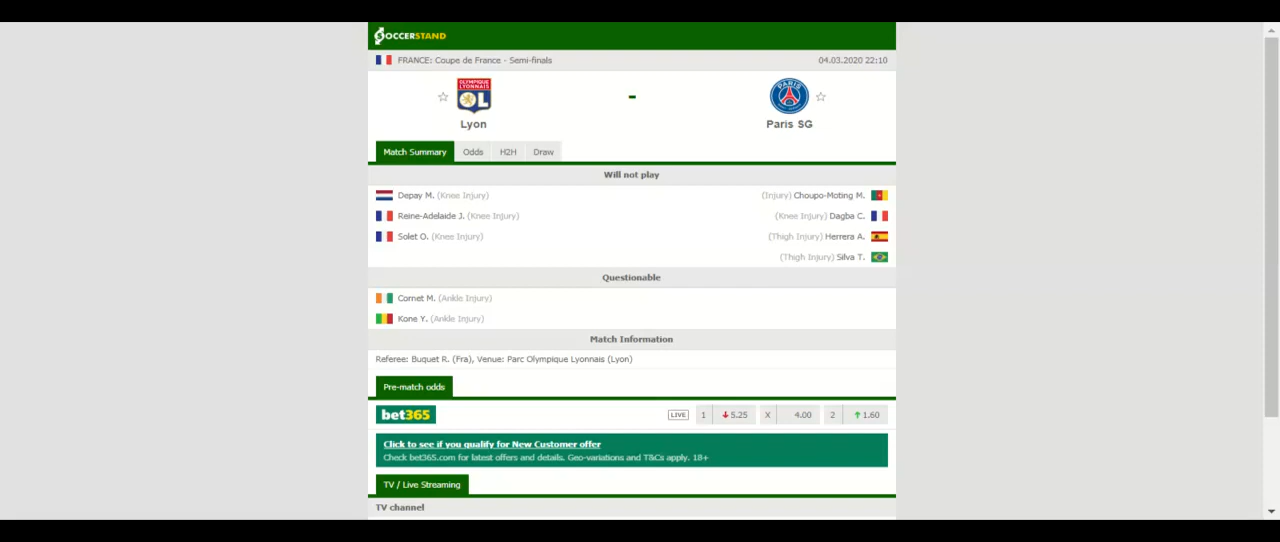 SOCCERSTAND
FRANCE: Coupe de France - Semi-finals 04.03.2020 22:10
OLYMPIQUE
LYONNAIS
OL
PARIS
-
Lyon Paris SG
Match Summary Odds H2H Draw
Will not play
Depay M. (Knee Injury) (Injury) Choupo-Moting M.
Reine-Adelaide J. (Knee Injury) (Knee Injury) Dagba C.
Solet O. (Knee Injury) (Thigh Injury) Herrera A.
(Thigh Injury) Silva T.
Questionable
Cornet M. (Ankle Injury)
Kone Y. (Ankle Injury)
Match Information
Referee: Buquet R. (Fra), Venue: Parc Olympique Lyonnais (Lyon)
Pre-match odds
bet365 LIVE 1 5.25 X 4.00 2 1.60
Click to see if you qualify for New Customer offer
Check bet365.com for latest offers and details. Geo-variations and T&Cs apply. 18+
TV / Live Streaming
TV channel